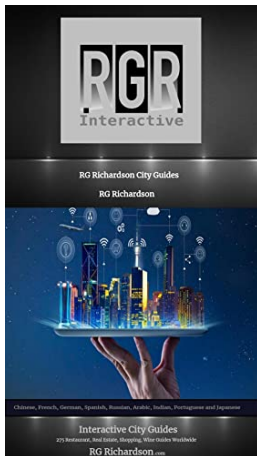 RGR
Interactive
RG Richardson City Guides
RG Richardson
Chinese, French, German, Spanish, Russian, Arabic, Indian, Portuguese and Japanese
Interactive City Guides
275 Restaurant, Real Estate, Shopping, Wine Guides Worldwide
RG Richardson.com